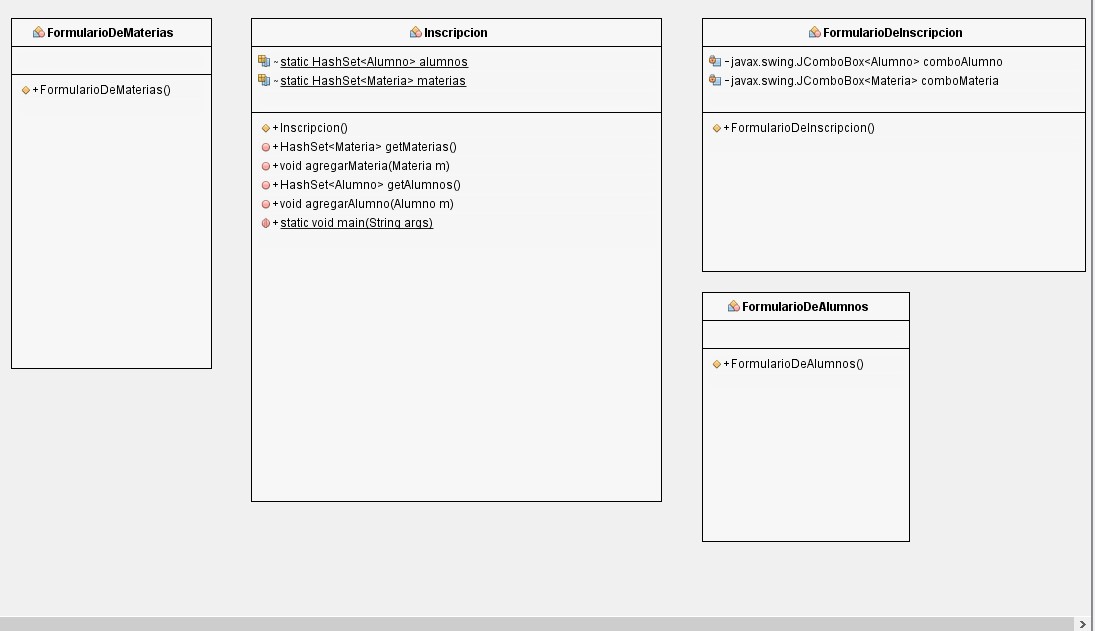 FormularioDeMaterias
+FormularioDeMaterias()
Inscripcion
~static HashSet<Alumno> alumnos
~static HashSet<Materia> materias
+Inscripcion()
+HashSet<Materia> getMaterias()
+void agregarMateria(Materia m)
+HashSet<Alumno> getAlumnos()
+void agregarAlumno(Alumno m)
+static void main(String args)
FormularioDeInscripcion
-javax.swing.JComboBox<Alumno> comboAlumno
-javax.swing.JComboBox<Materia> comboMateria
+FormularioDeInscripcion()
FormularioDeAlumnos
+FormularioDeAlumnos()